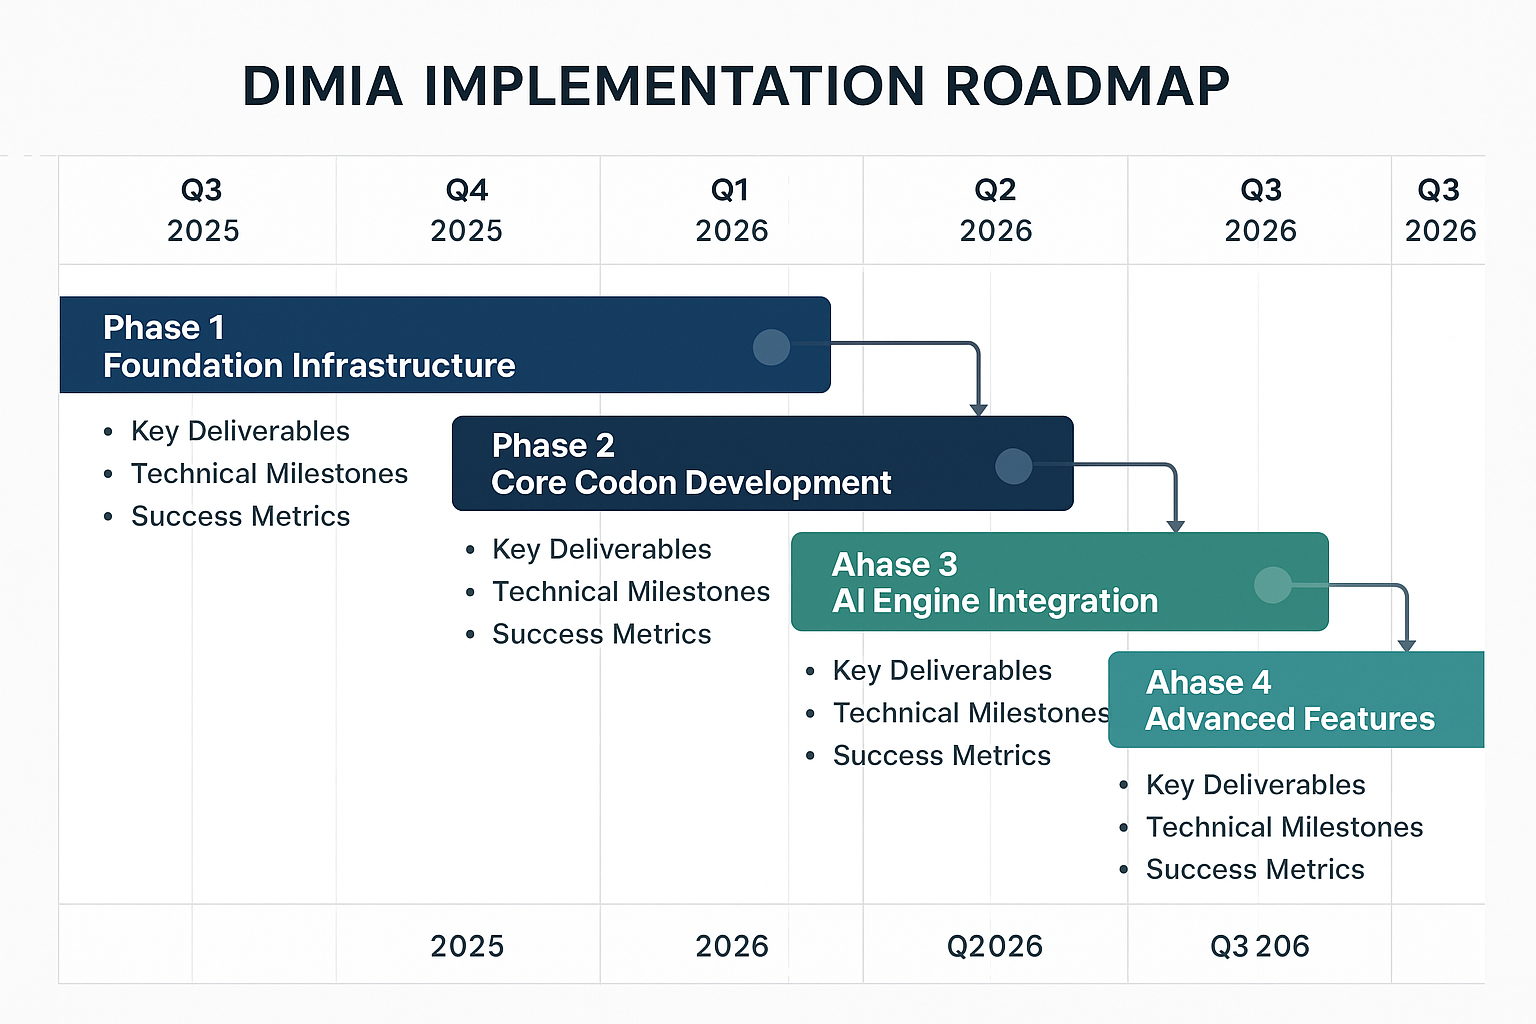 DIMIA IMPLEMENTATION ROADMAP
Q3
2025
Q4
2025
Q1
2026
Q2
2026
Q3
2026
Q3
2026
Phase 1
Foundation Infrastructure
• Key Deliverables
• Technical Milestones
• Success Metrics
Phase 2
Core Codon Development
• Key Deliverables
• Technical Milestones
• Success Metrics
Ahase 3
AI Engine Integration
• Key Deliverables
• Technical Milestones
• Success Metrics
Ahase 4
Advanced Features
• Key Deliverables
• Technical Milestones
• Success Metrics
2025
2026
Q2026
Q3 206